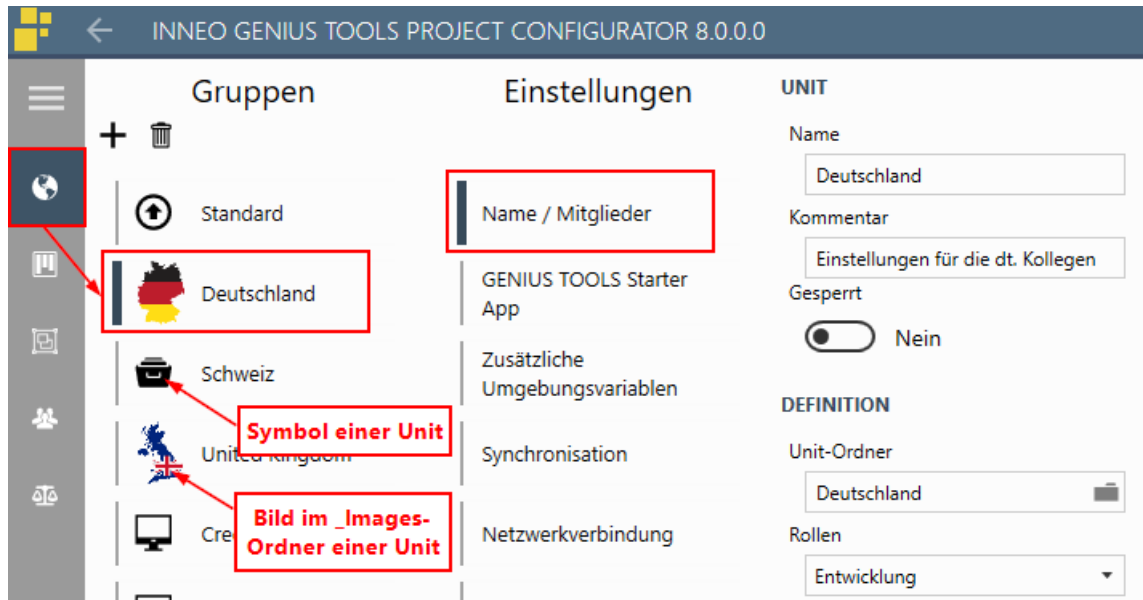 INNEO GENIUS TOOLS PROJECT CONFIGURATOR 8.0.0.0
Gruppen
Standard
Deutschland
Schweiz
Symbol einer Unit
United Kingdom
Bild im _Images-
Ordner einer Unit
Einstellungen
Name / Mitglieder
GENIUS TOOLS Starter
App
Zusätzliche
Umgebungsvariablen
Synchronisation
Netzwerkverbindung
UNIT
Name
Deutschland
Kommentar
Einstellungen für die dt. Kollegen
Gesperrt
Nein
DEFINITION
Unit-Ordner
Deutschland
Rollen
Entwicklung